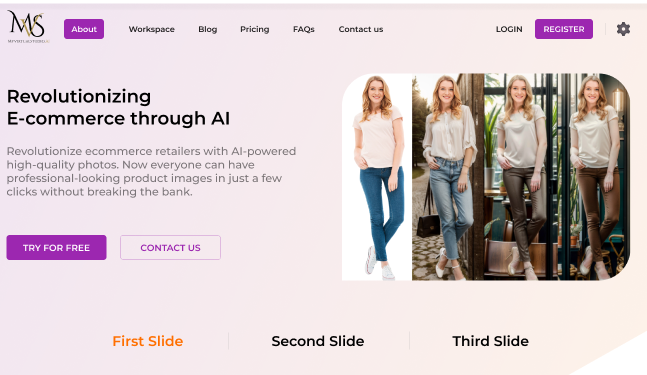 MS
About
Workspace
Blog
Pricing
FAQs
Contact us
LOGIN
REGISTER
Revolutionizing
E-commerce through AI
Revolutionize ecommerce retailers with AI-powered
high-quality photos. Now everyone can have
professional-looking product images in just a few
clicks without breaking the bank.
TRY FOR FREE
CONTACT US
First Slide
Second Slide
Third Slide